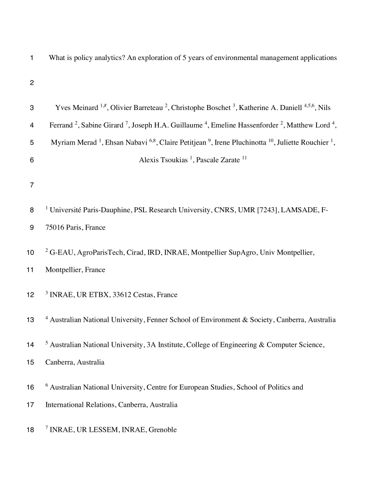 1 What is policy analytics? An exploration of 5 years of environmental management applications
2
3 Yves Meinard 1,#, Olivier Barreteau 2, Christophe Boschet 3, Katherine A. Daniell 4,5,6, Nils
4 Ferrand 2, Sabine Girard 7, Joseph H.A. Guillaume 4, Emeline Hassenforder 2, Matthew Lord 4,
5 Myriam Merad 1, Ehsan Nabavi 6,8, Claire Petitjean 9, Irene Pluchinotta 10, Juliette Rouchier 1,
6 Alexis Tsoukias 1, Pascale Zarate 11
7
8 1 Université Paris-Dauphine, PSL Research University, CNRS, UMR [7243], LAMSADE, F-
9 75016 Paris, France
10 2 G-EAU, AgroParisTech, Cirad, IRD, INRAE, Montpellier SupAgro, Univ Montpellier,
11 Montpellier, France
12 3 INRAE, UR ETBX, 33612 Cestas, France
13 4 Australian National University, Fenner School of Environment & Society, Canberra, Australia
14 5 Australian National University, 3A Institute, College of Engineering & Computer Science,
15 Canberra, Australia
16 6 Australian National University, Centre for European Studies, School of Politics and
17 International Relations, Canberra, Australia
18 7 INRAE, UR LESSEM, INRAE, Grenoble